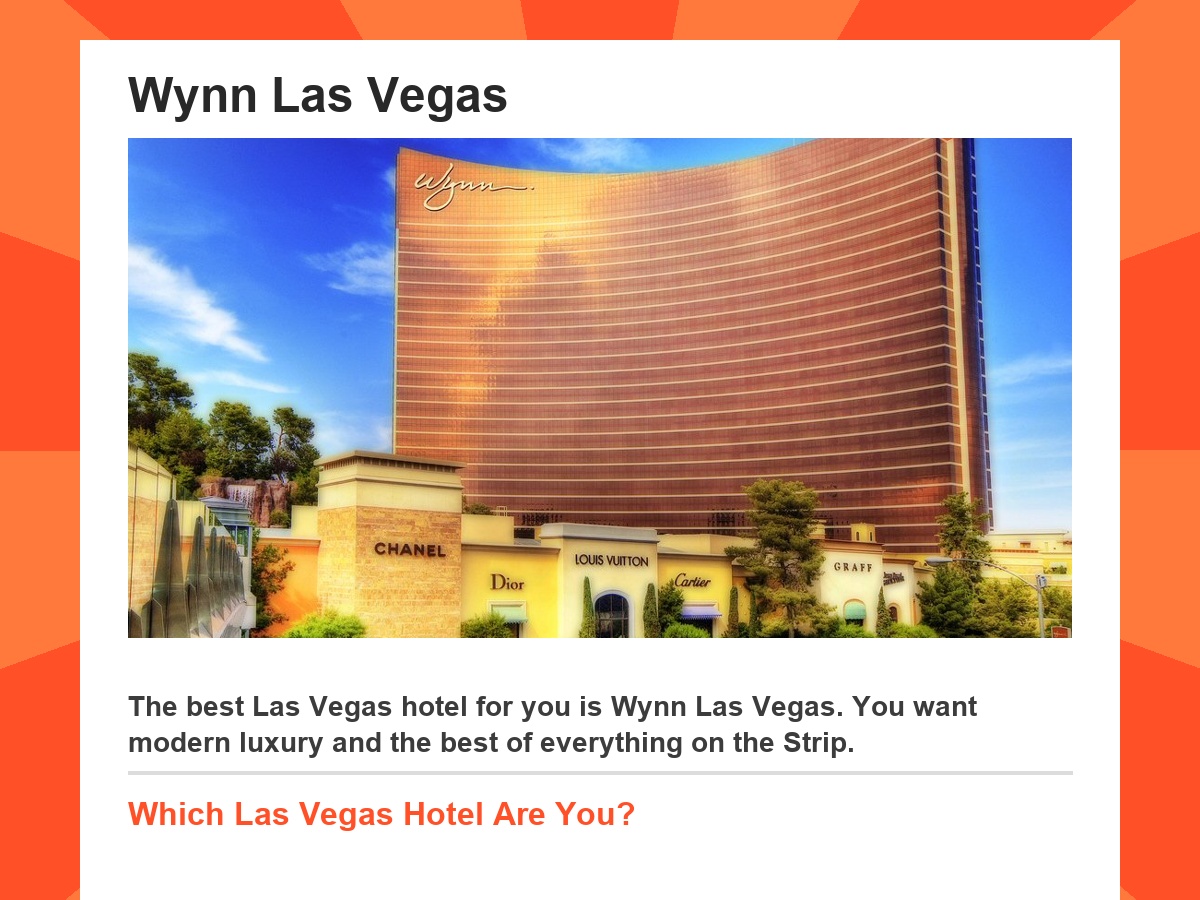 Wynn Las Vegas
Wynn
CHANEL
Dior
LOUIS VUITTON
Cartier
GRAFF
The best Las Vegas hotel for you is Wynn Las Vegas. You want
modern luxury and the best of everything on the Strip.
Which Las Vegas Hotel Are You?